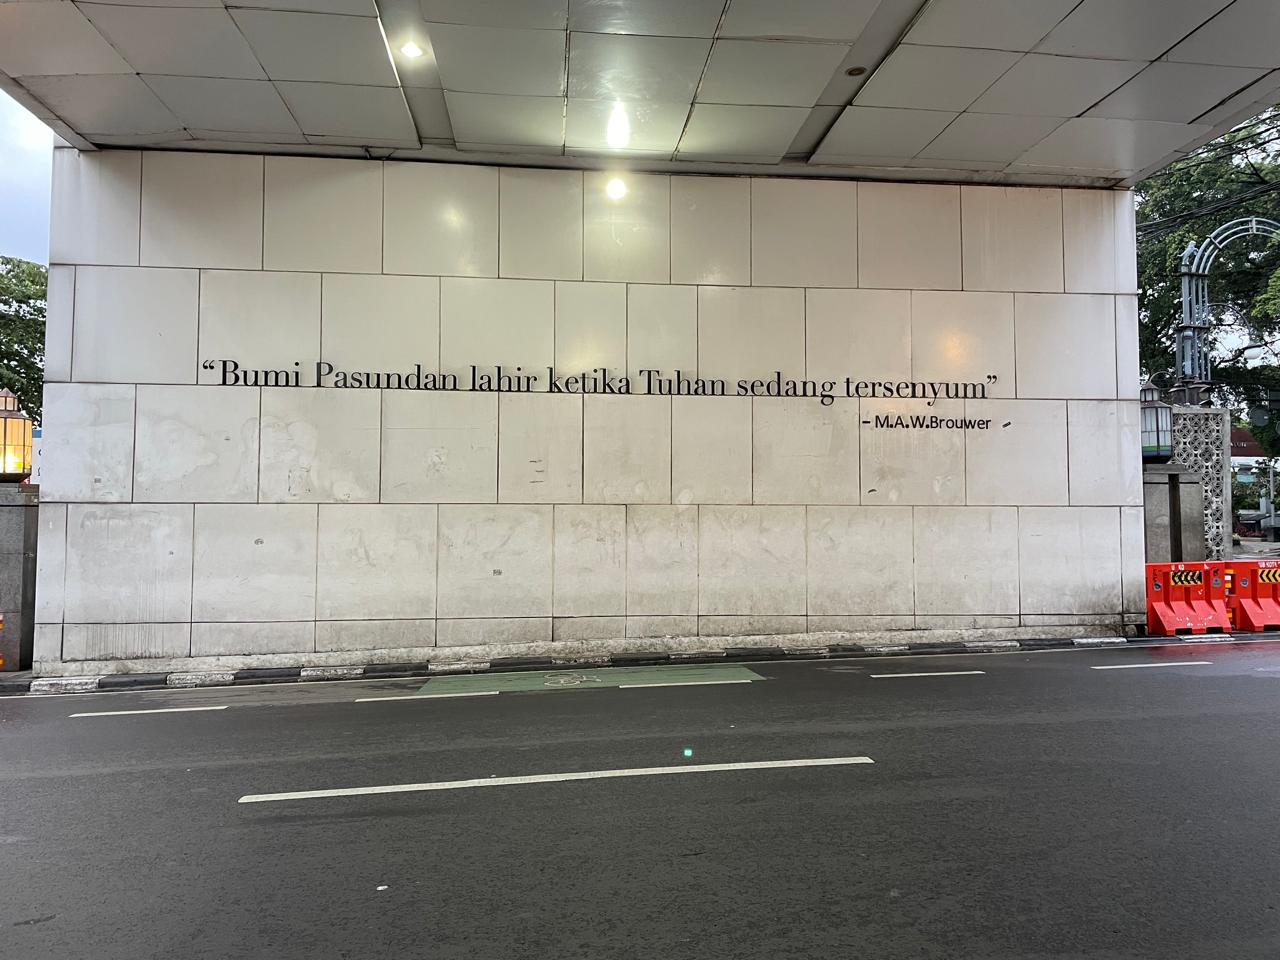 “Bumi Pasundan lahir ketika Tuhan sedang tersenyum”
– M.A.W.Brouwer